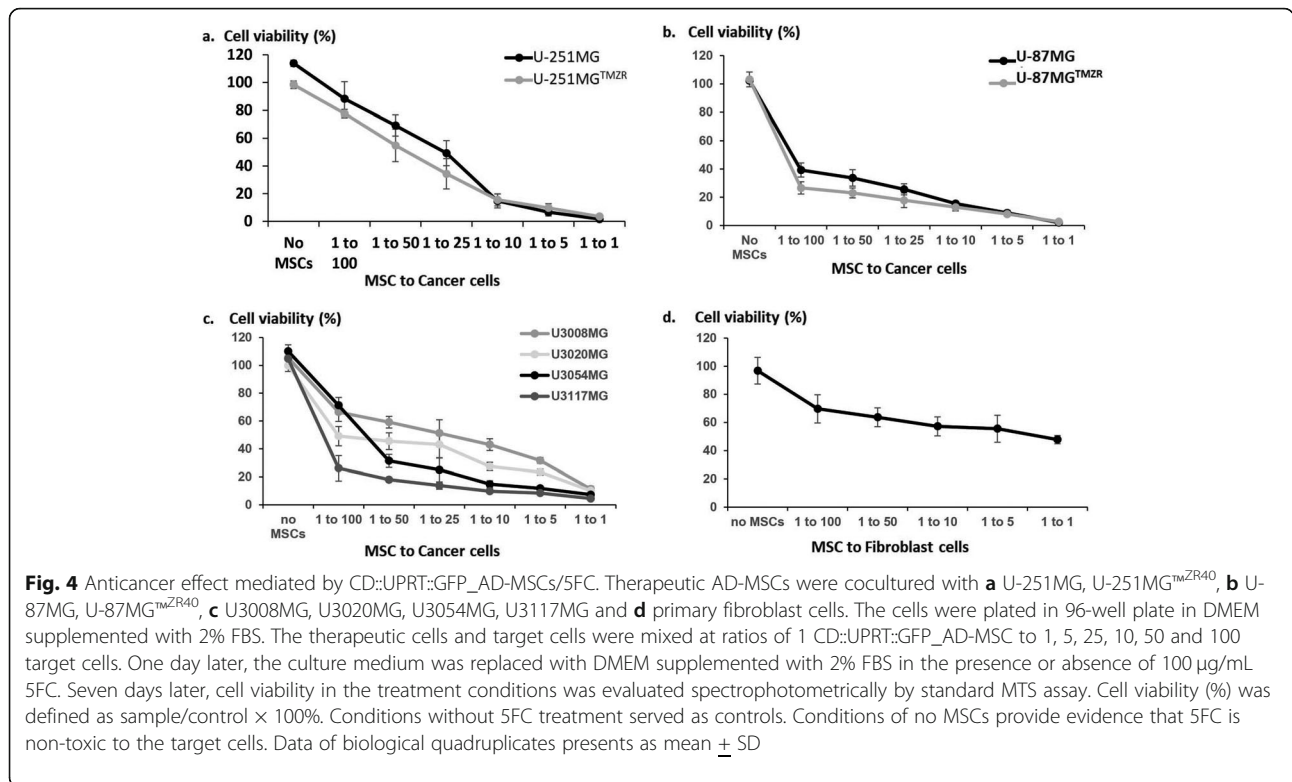 a. Cell viability (%)
120
100
80
60
40
20
0
U-251MG
U-251MGTMZR
No MSCs
1 to 100
1 to 50
1 to 25
1 to 10
1 to 5
1 to 1
MSC to Cancer cells
b. Cell viability (%)
120
100
80
60
40
20
0
U-87MG
U-87MGTMZR
No MSCs
1 to 100
1 to 50
1 to 25
1 to 10
1 to 5
1 to 1
MSC to Cancer cells
c. Cell viability (%)
120
100
80
60
40
20
0
U3008MG
U3020MG
U3054MG
U3117MG
no MSCs
1 to 100
1 to 50
1 to 25
1 to 10
1 to 5
1 to 1
MSC to Cancer cells
d. Cell viability (%)
120
100
80
60
40
20
0
no MSCs
1 to 100
1 to 50
1 to 10
1 to 5
1 to 1
MSC to Fibroblast cells
Fig. 4 Anticancer effect mediated by CD::UPRT::GFP_AD-MSCs/5FC. Therapeutic AD-MSCs were cocultured with a U-251MG, U-251MG™ZR40, b U-
87MG, U-87MG™ZR40, c U3008MG, U3020MG, U3054MG, U3117MG and d primary fibroblast cells. The cells were plated in 96-well plate in DMEM
supplemented with 2% FBS. The therapeutic cells and target cells were mixed at ratios of 1 CD::UPRT::GFP_AD-MSC to 1, 5, 25, 10, 50 and 100
target cells. One day later, the culture medium was replaced with DMEM supplemented with 2% FBS in the presence or absence of 100 μg/mL
5FC. Seven days later, cell viability in the treatment conditions was evaluated spectrophotometrically by standard MTS assay. Cell viability (%) was
defined as sample/control × 100%. Conditions without 5FC treatment served as controls. Conditions of no MSCs provide evidence that 5FC is
non-toxic to the target cells. Data of biological quadruplicates presents as mean ± SD